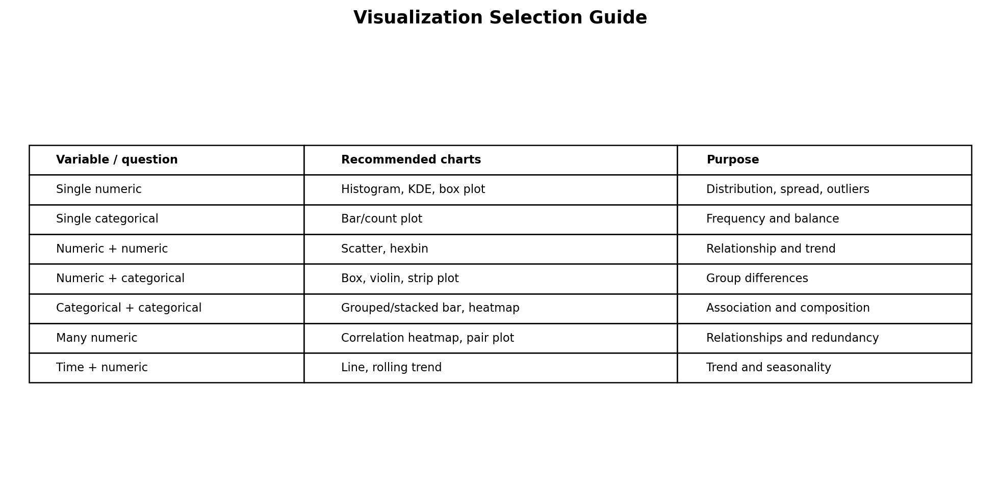 Visualization Selection Guide
Variable / question Recommended charts Purpose
Single numeric Histogram, KDE, box plot Distribution, spread, outliers
Single categorical Bar/count plot Frequency and balance
Numeric + numeric Scatter, hexbin Relationship and trend
Numeric + categorical Box, violin, strip plot Group differences
Categorical + categorical Grouped/stacked bar, heatmap Association and composition
Many numeric Correlation heatmap, pair plot Relationships and redundancy
Time + numeric Line, rolling trend Trend and seasonality